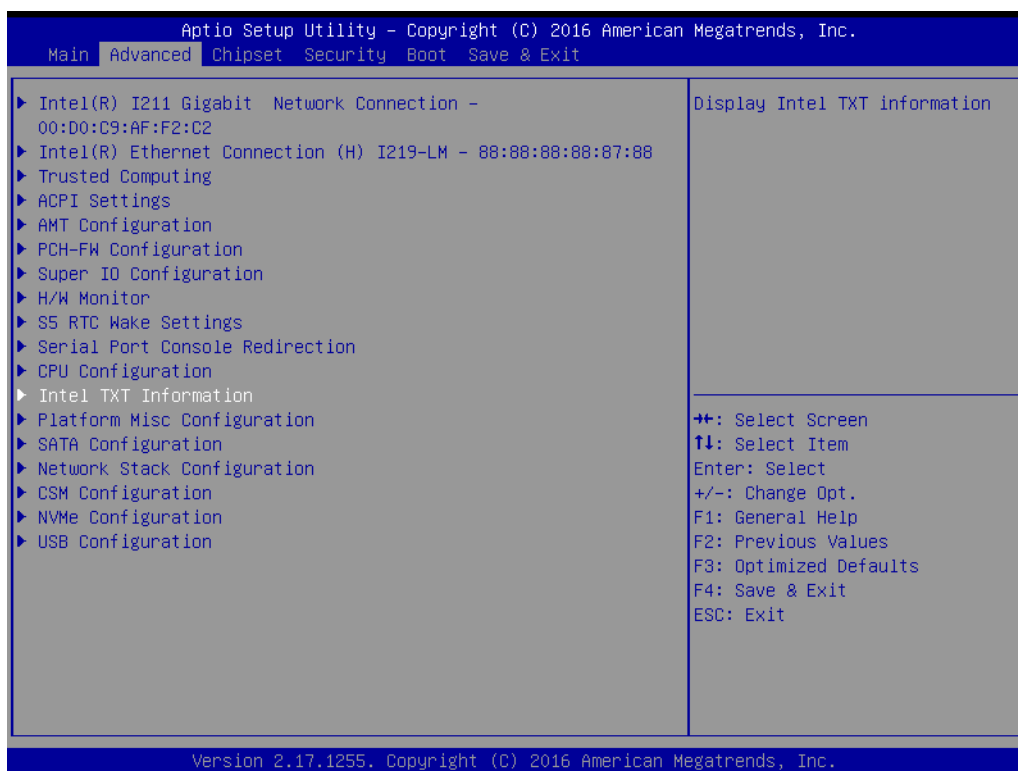 Aptio Setup Utility – Copyright (C) 2016 American Megatrends, Inc.
Main Advanced Chipset Security Boot Save & Exit
▶ Intel(R) I211 Gigabit  Network Connection –
00:D0:C9:AF:F2:C2
▶ Intel(R) Ethernet Connection (H) I219-LM – 88:88:88:88:87:88
▶ Trusted Computing
▶ ACPI Settings
▶ AMT Configuration
▶ PCH-FW Configuration
▶ Super IO Configuration
▶ H/W Monitor
▶ S5 RTC Wake Settings
▶ Serial Port Console Redirection
▶ CPU Configuration
▶ Intel TXT Information
▶ Platform Misc Configuration
▶ SATA Configuration
▶ Network Stack Configuration
▶ CSM Configuration
▶ NVMe Configuration
▶ USB Configuration
Display Intel TXT information
→←: Select Screen
↑↓: Select Item
Enter: Select
+/-: Change Opt.
F1: General Help
F2: Previous Values
F3: Optimized Defaults
F4: Save & Exit
ESC: Exit
Version 2.17.1255. Copyright (C) 2016 American Megatrends, Inc.